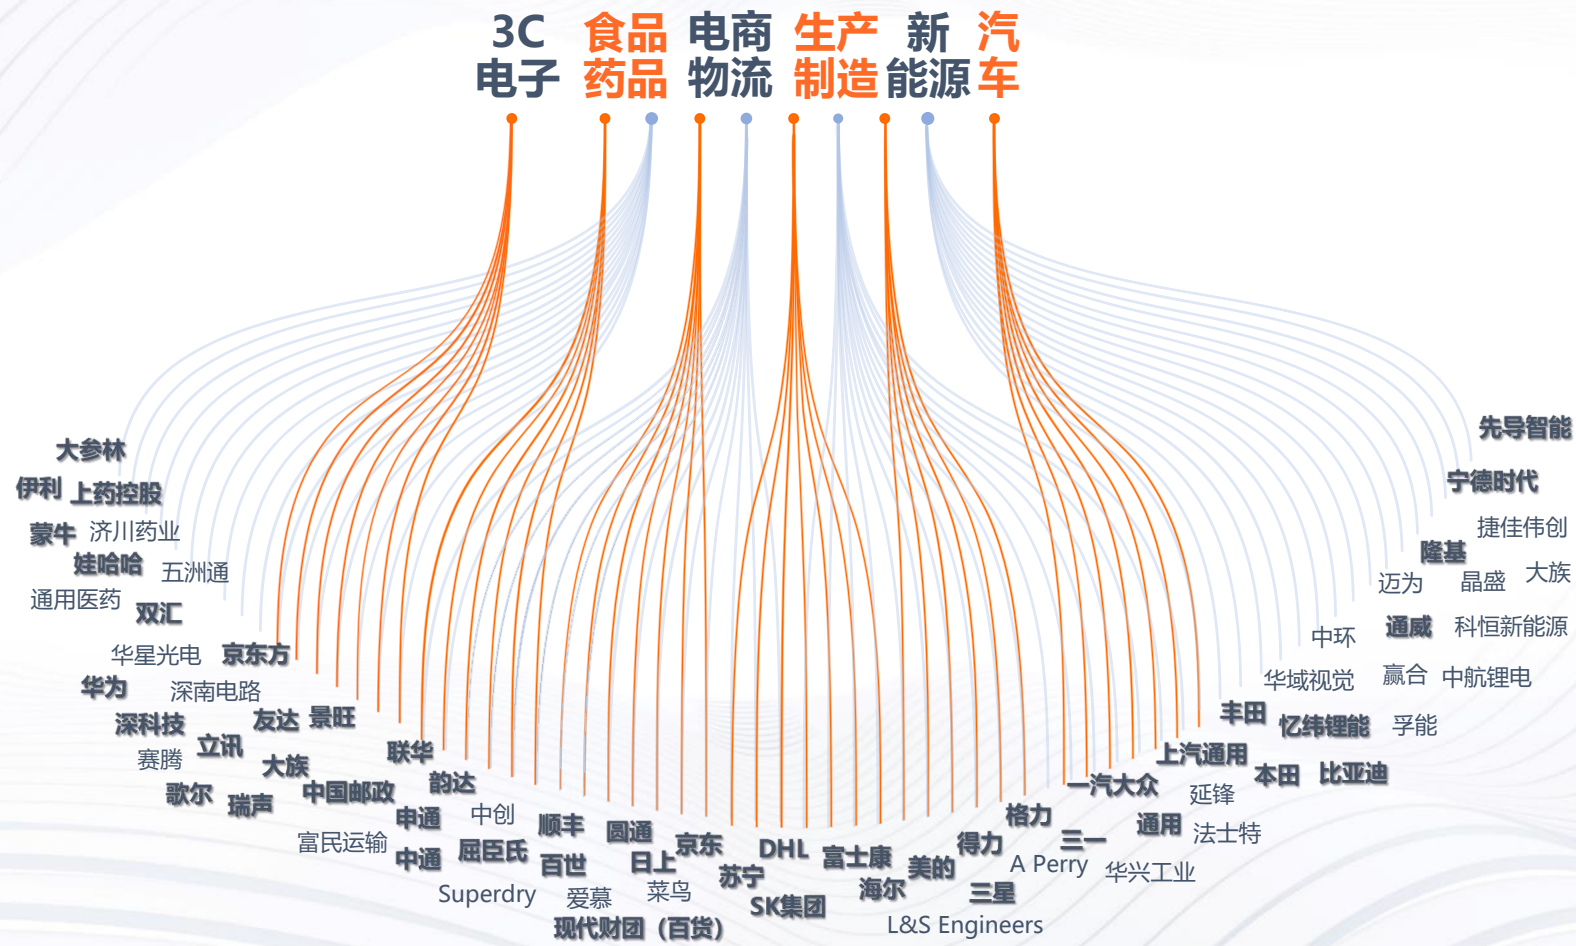 3C 食品 电商 生产 新 汽
电子 药品 物流 制造 能源 车
大参林
伊利 上药控股
蒙牛 济川药业
娃哈哈 五洲通
通用医药 双汇
华星光电 京东方
华为 深南电路
深科技 友达 景旺
赛腾 立讯 大族 联华
歌尔 瑞声 中国邮政 韵达
富民运输 申通 中创 顺丰 圆通 京东
中通 屈臣氏 百世 日上 苏宁 DHL 富士康 美的 得力 格力
Superdry 爱慕 菜鸟 SK集团 海尔 三星 A Perry 三一
现代财团（百货） L&S Engineers 华兴工业
先导智能
宁德时代
捷佳伟创
隆基
迈为 晶盛 大族
中环 通威 科恒新能源
华域视觉 赢合 中航锂电
丰田 忆纬锂能 孚能
上汽通用 本田 比亚迪
一汽大众 延锋
通用 法士特